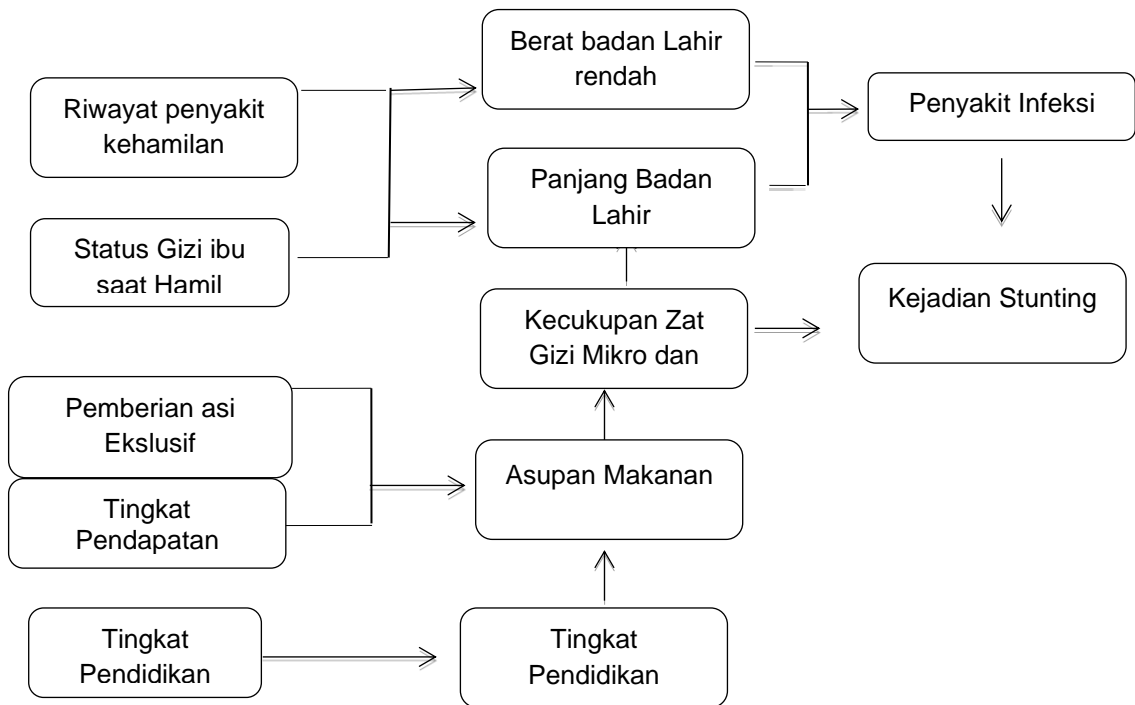 Berat badan Lahir
rendah
Riwayat penyakit
kehamilan
Penyakit Infeksi
Panjang Badan
Lahir
Status Gizi ibu
saat Hamil
Kecukupan Zat
Gizi Mikro dan
Kejadian Stunting
Pemberian asi
Ekslusif
Asupan Makanan
Tingkat
Pendapatan
Tingkat
Pendidikan
Tingkat
Pendidikan